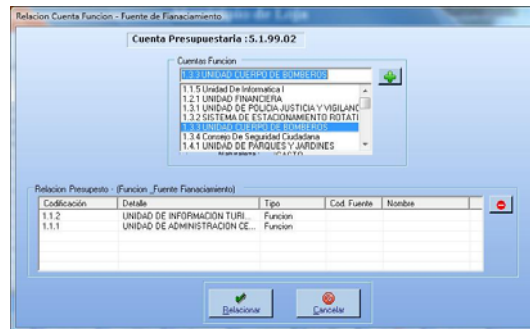 Relacion Cuenta Funcion - Fuente de Fianaciamiento
Cuenta Presupuestaria :5.1.99.02
Cuentas Funcion
1.3.3 UNIDAD CUERPO DE BOMBEROS
1.1.5 Unidad De Informatica I
1.2.1 UNIDAD FINANCIERA
1.3.1 UNIDAD DE POLICIA JUSTICIA Y VIGILANC
1.3.2 SISTEMA DE ESTACIONAMIENTO ROTATI
1.3.3 UNIDAD CUERPO DE BOMBEROS
1.3.4 Consejo De Seguridad Ciudadana
1.4.1 UNIDAD DE PARQUES Y JARDINES
Relacion Presupesto - (Funcion _Fuente Fianaciamiento)
Codificación Detalle Tipo Cod. Fuente Nombre
1.1.2 UNIDAD DE INFORMACION TURI... Funcion
1.1.1 UNIDAD DE ADMINISTRACION CE... Funcion
Relacionar Cancelar